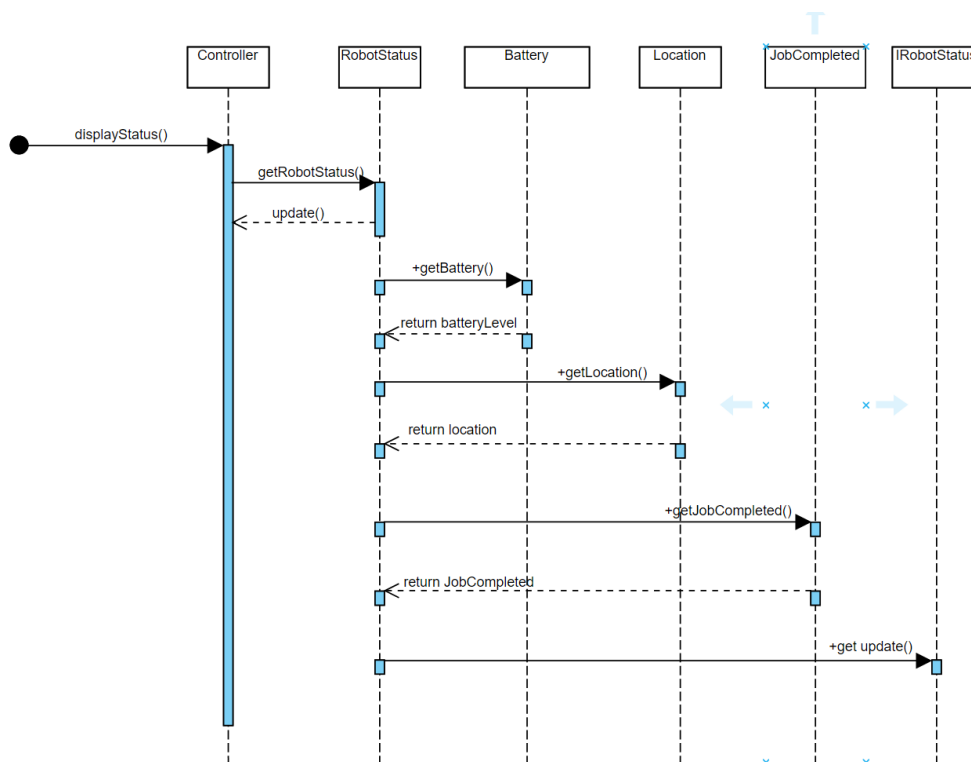 Controller
RobotStatus
Battery
Location
JobCompleted
IRobotStatus
displayStatus()
getRobotStatus()
update()
+getBattery()
return batteryLevel
+getLocation()
return location
+getJobCompleted()
return JobCompleted
+get update()